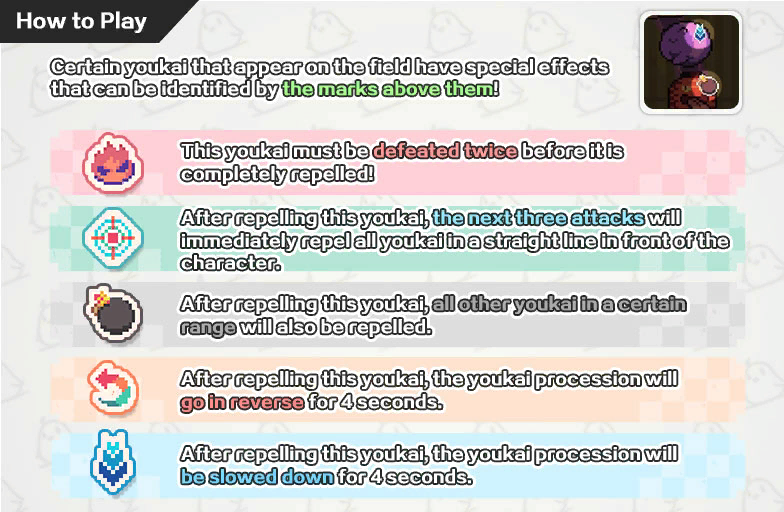 How to Play
Certain youkai that appear on the field have special effects
that can be identified by the marks above them!
This youkai must be defeated twice before it is
completely repelled!
After repelling this youkai, the next three attacks will
immediately repel all youkai in a straight line in front of the
character.
After repelling this youkai, all other youkai in a certain
range will also be repelled.
After repelling this youkai, the youkai procession will
go in reverse for 4 seconds.
After repelling this youkai, the youkai procession will
be slowed down for 4 seconds.